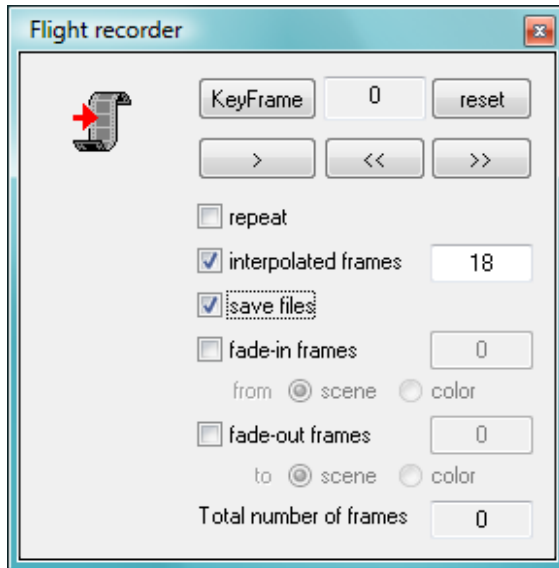 Flight recorder
KeyFrame 0 reset
> << >>
repeat
interpolated frames 18
save files
fade-in frames 0
from scene color
fade-out frames 0
to scene color
Total number of frames 0